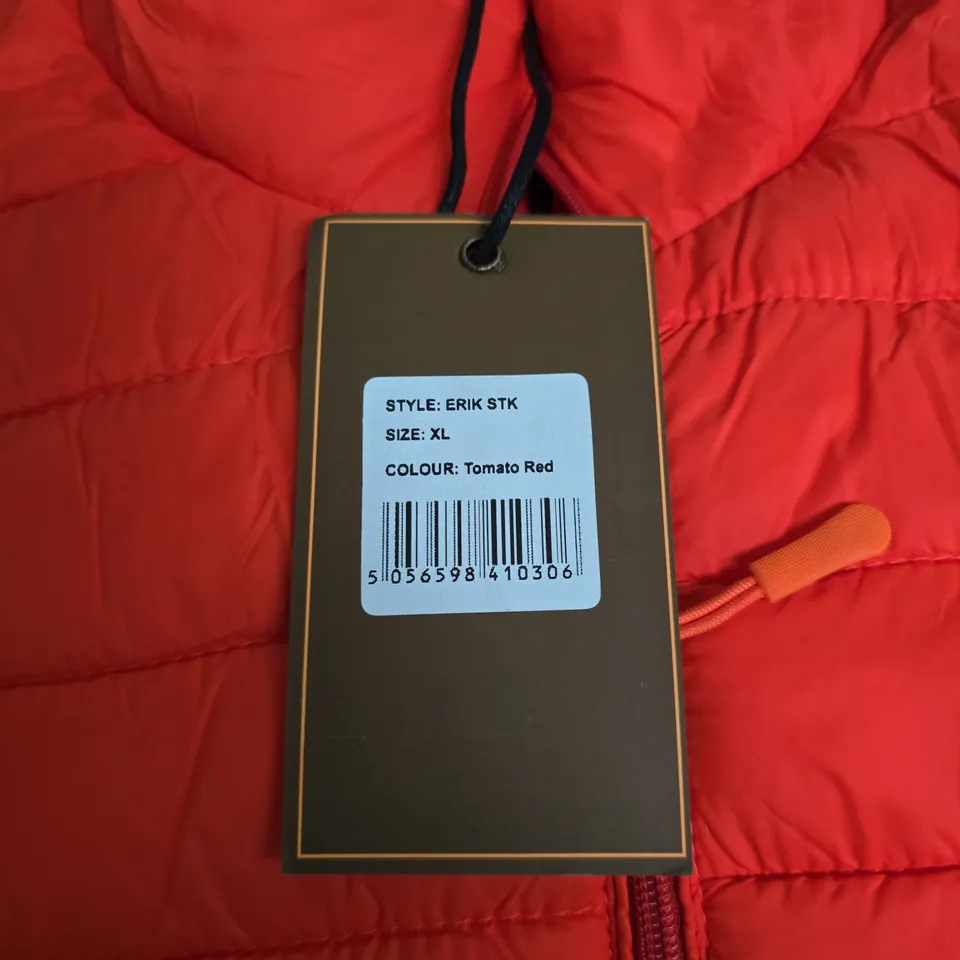 STYLE: ERIK STK
SIZE: XL
COLOUR: Tomato Red
5 056598 410306